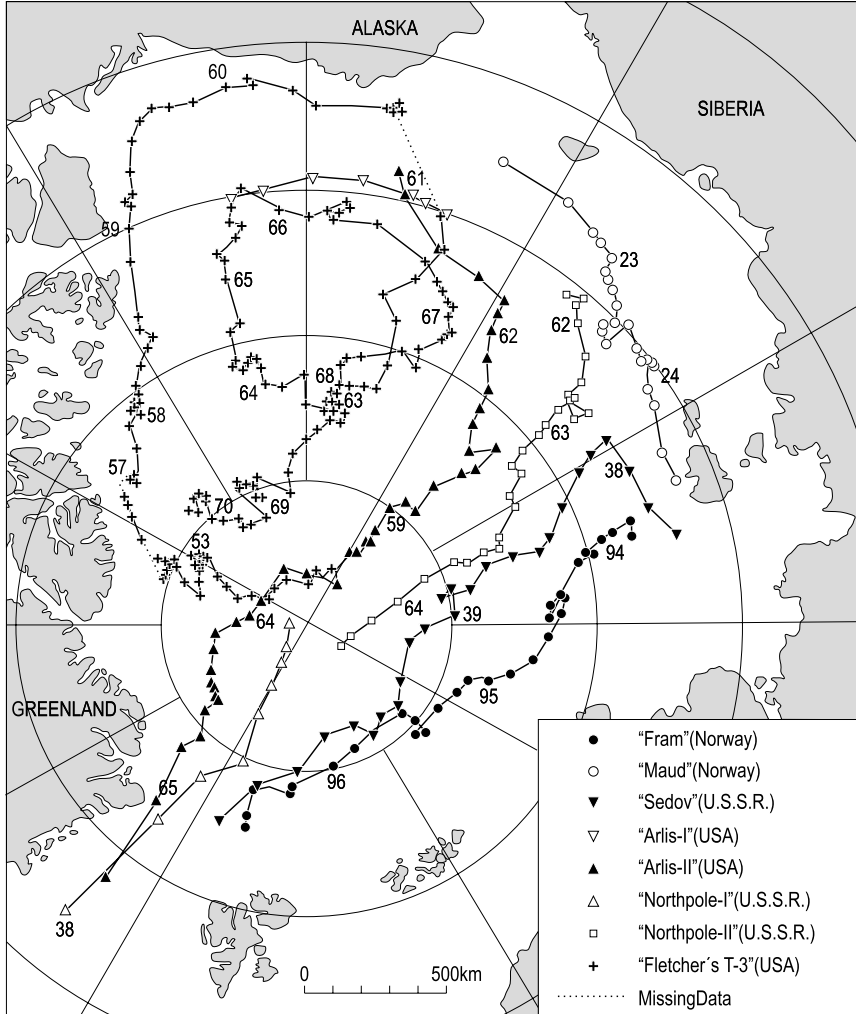 ALASKA
SIBERIA
60
61
59
66
65
23
67
62
62
24
64
68
63
58
63
38
57
70
69
59
53
94
64
64
39
GREENLAND
95
65
96
38
0 500km
"Fram"(Norway)
"Maud"(Norway)
"Sedov"(U.S.S.R.)
"Arlis-I"(USA)
"Arlis-II"(USA)
"Northpole-I"(U.S.S.R.)
"Northpole-II"(U.S.S.R.)
"Fletcher´s T-3"(USA)
MissingData